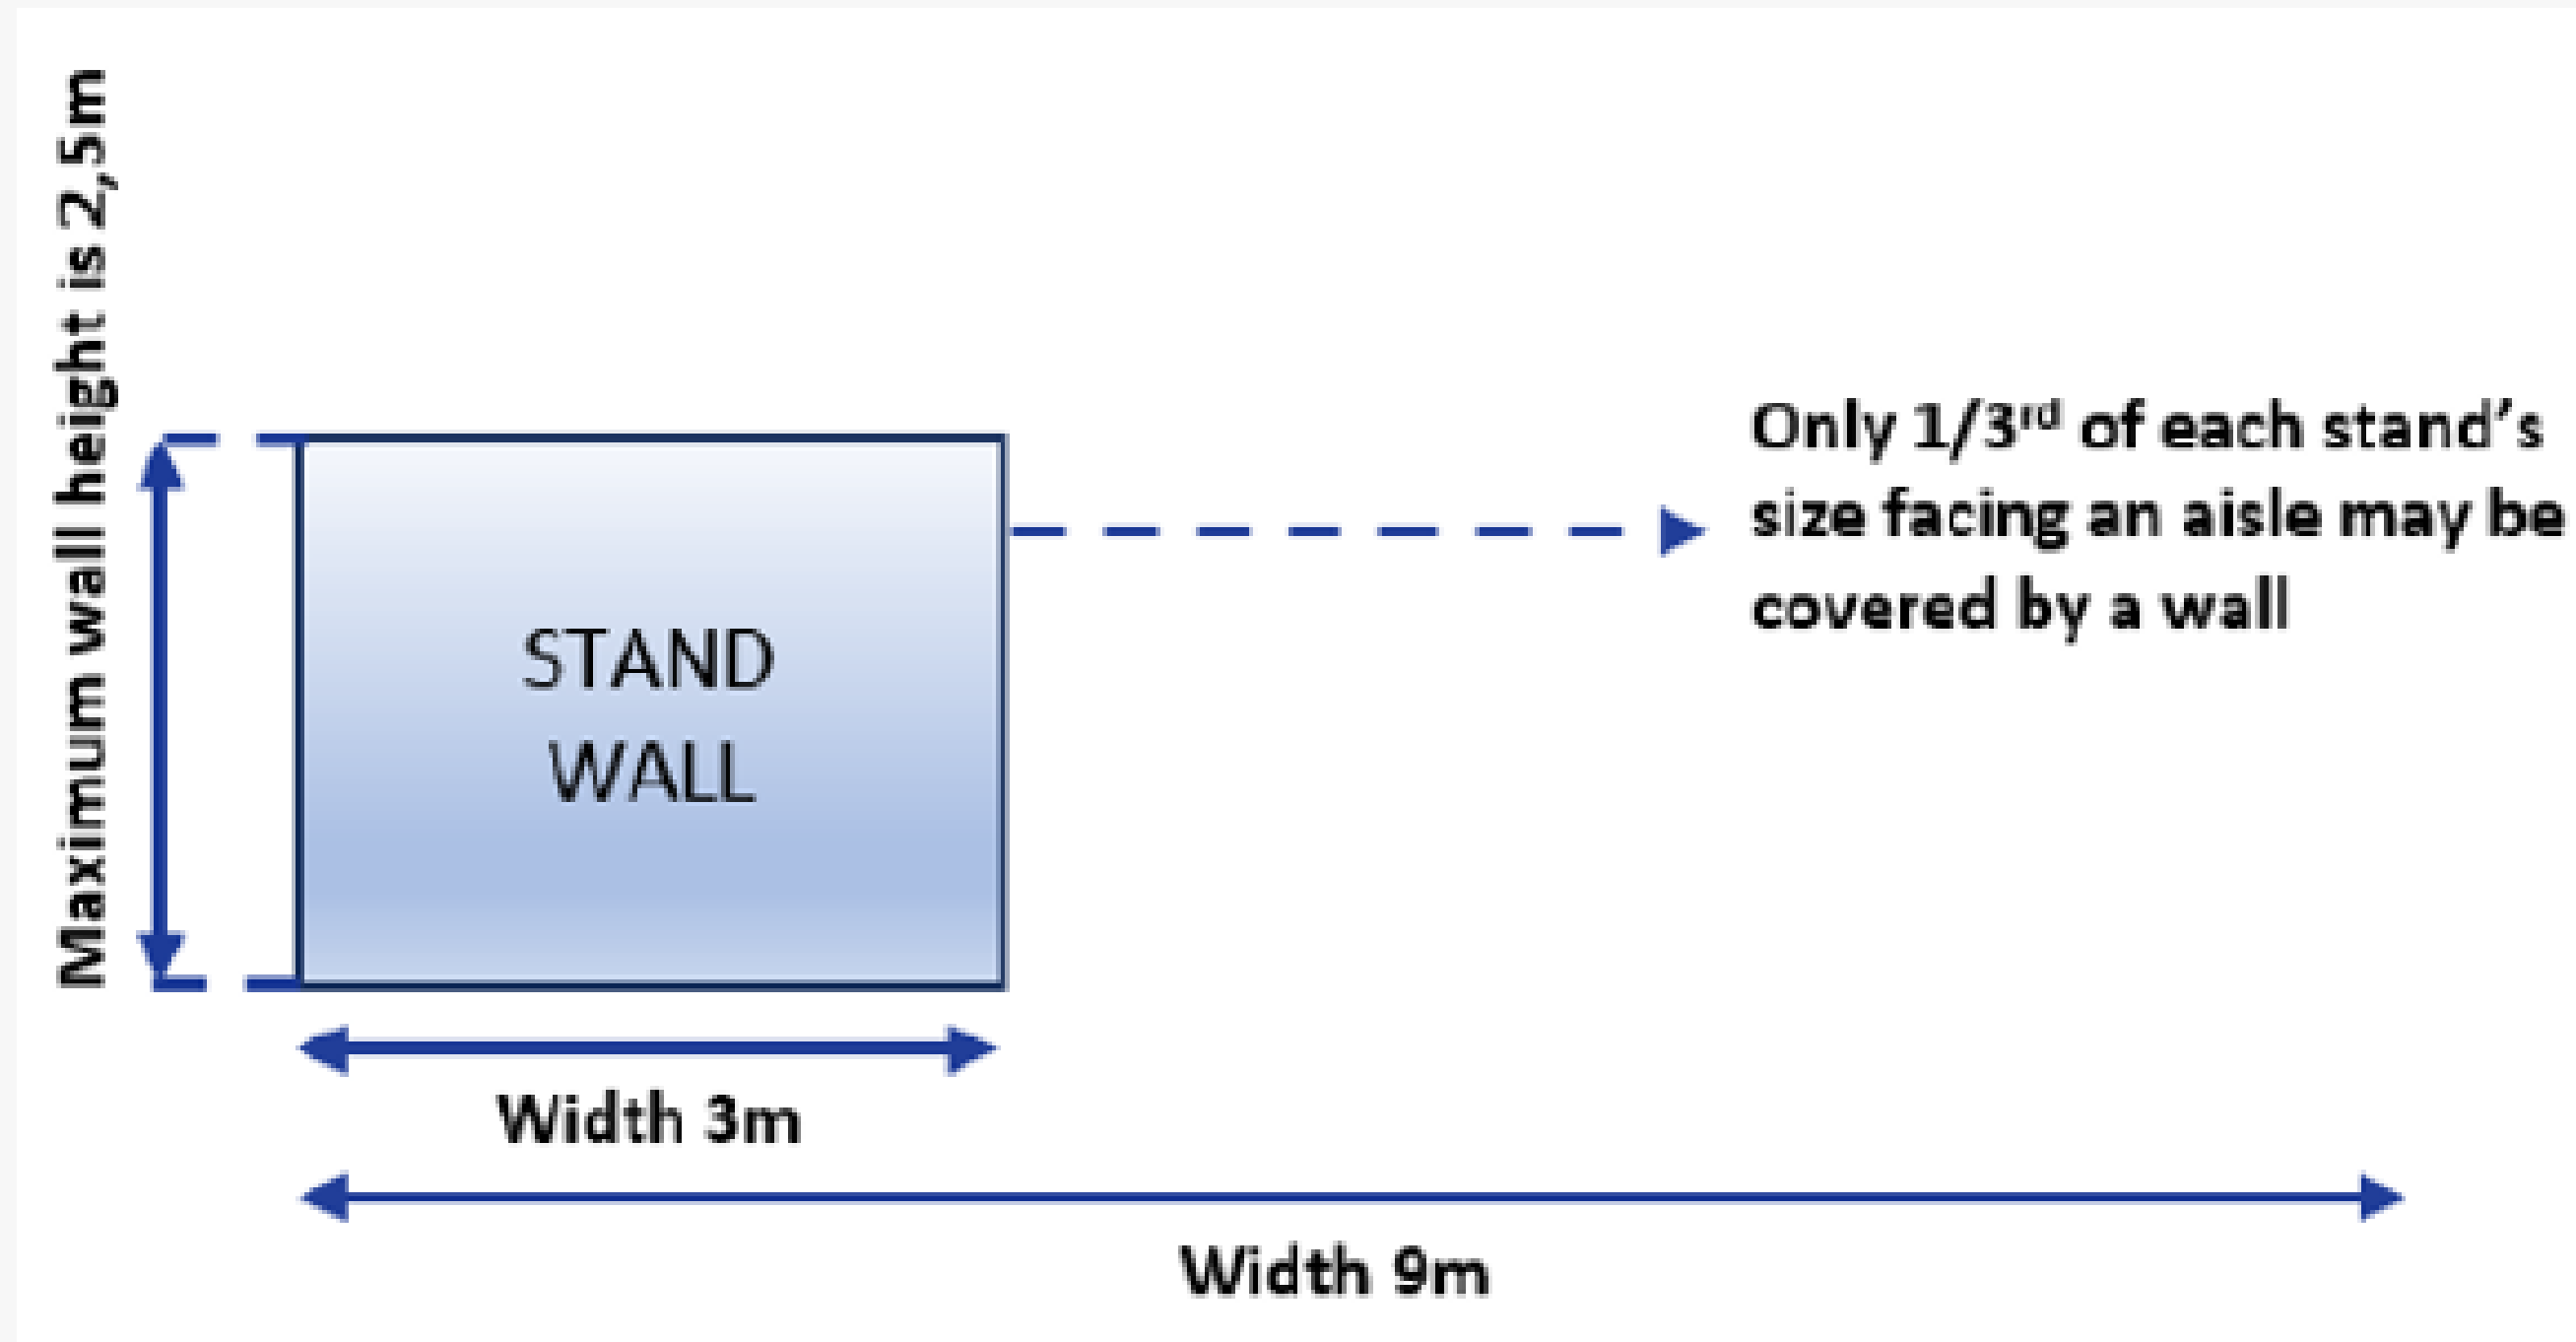 Maximum wall height is 2,5m
Only 1/3rd of each stand's
size facing an aisle may be
covered by a wall
STAND
WALL
Width 3m
Width 9m